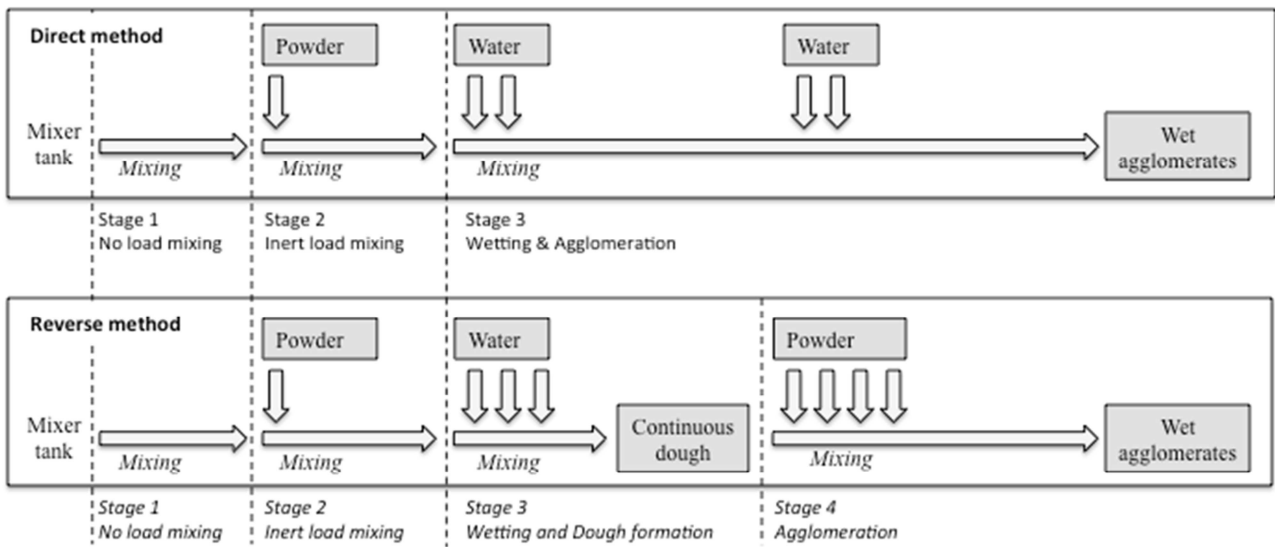 Direct method
Powder
Water
Water
Mixer
tank
Mixing
Mixing
Mixing
Wet
agglomerates
Stage 1
No load mixing
Stage 2
Inert load mixing
Stage 3
Wetting & Agglomeration
Reverse method
Powder
Water
Powder
Mixer
tank
Mixing
Mixing
Mixing
Continuous
dough
Mixing
Wet
agglomerates
Stage 1
No load mixing
Stage 2
Inert load mixing
Stage 3
Wetting and Dough formation
Stage 4
Agglomeration